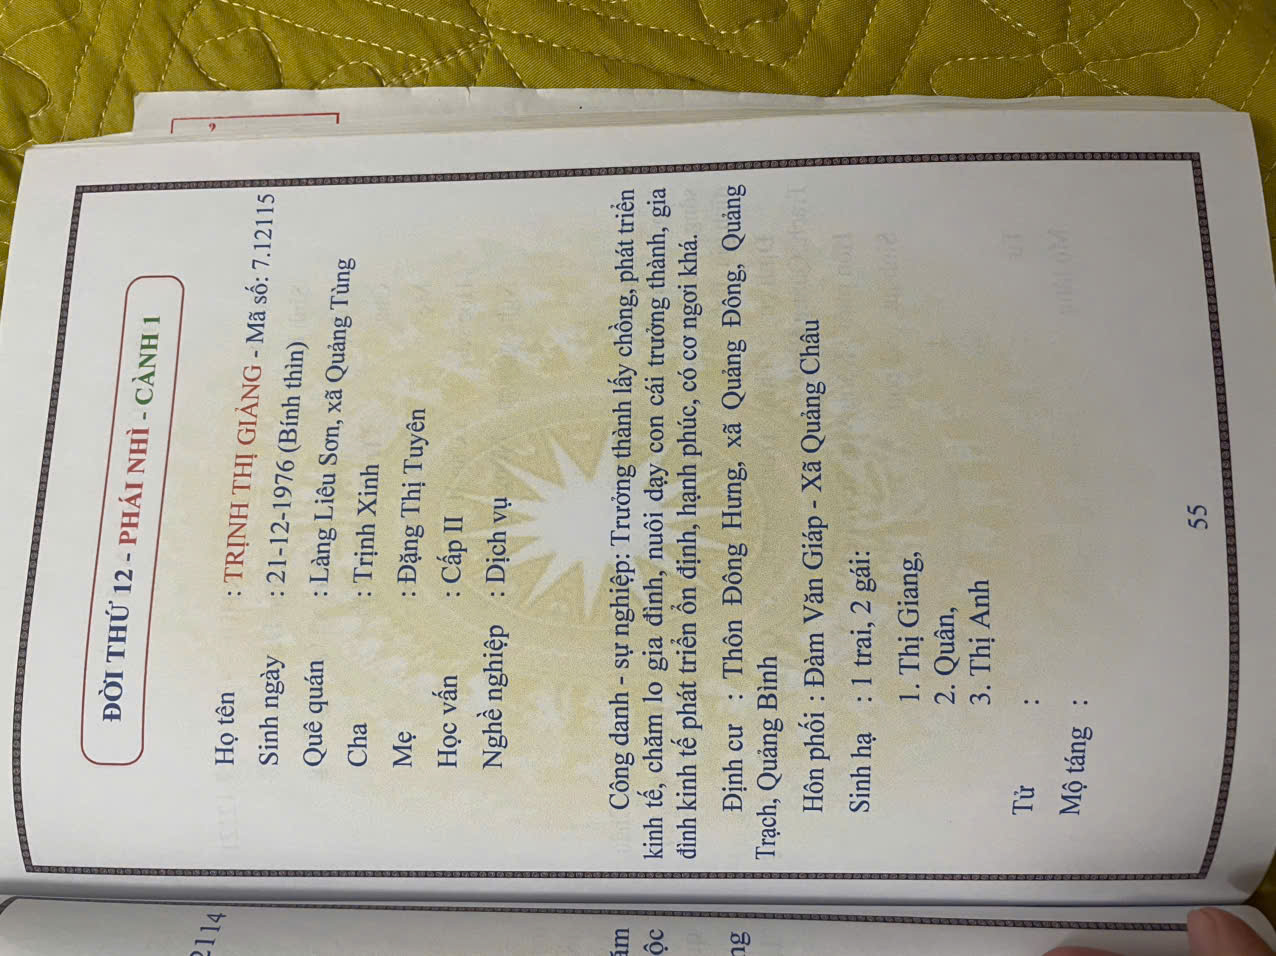 ĐỜI THỨ 12 - PHÁI NHÌ - CÀNH 1
Họ tên : TRỊNH THỊ GIẢNG - Mã số: 7.12115
Sinh ngày : 21-12-1976 (Bính thìn)
Quê quán : Làng Liêu Sơn, xã Quảng Tùng
Cha : Trịnh Xinh
Mẹ : Đặng Thị Tuyên
Học vấn : Cấp II
Nghề nghiệp : Dịch vụ
Công danh - sự nghiệp: Trưởng thành lấy chồng, phát triển
kinh tế, chăm lo gia đình, nuôi dạy con cái trưởng thành, gia
đình kinh tế phát triển ổn định, hạnh phúc, có cơ ngơi khá.
Định cư : Thôn Đông Hưng, xã Quảng Đông, Quảng
Trạch, Quảng Bình
Hôn phối : Đàm Văn Giáp - Xã Quảng Châu
Sinh hạ : 1 trai, 2 gái:
1. Thị Giang,
2. Quân,
3. Thị Anh
Tử :
Mộ táng :
55
2114